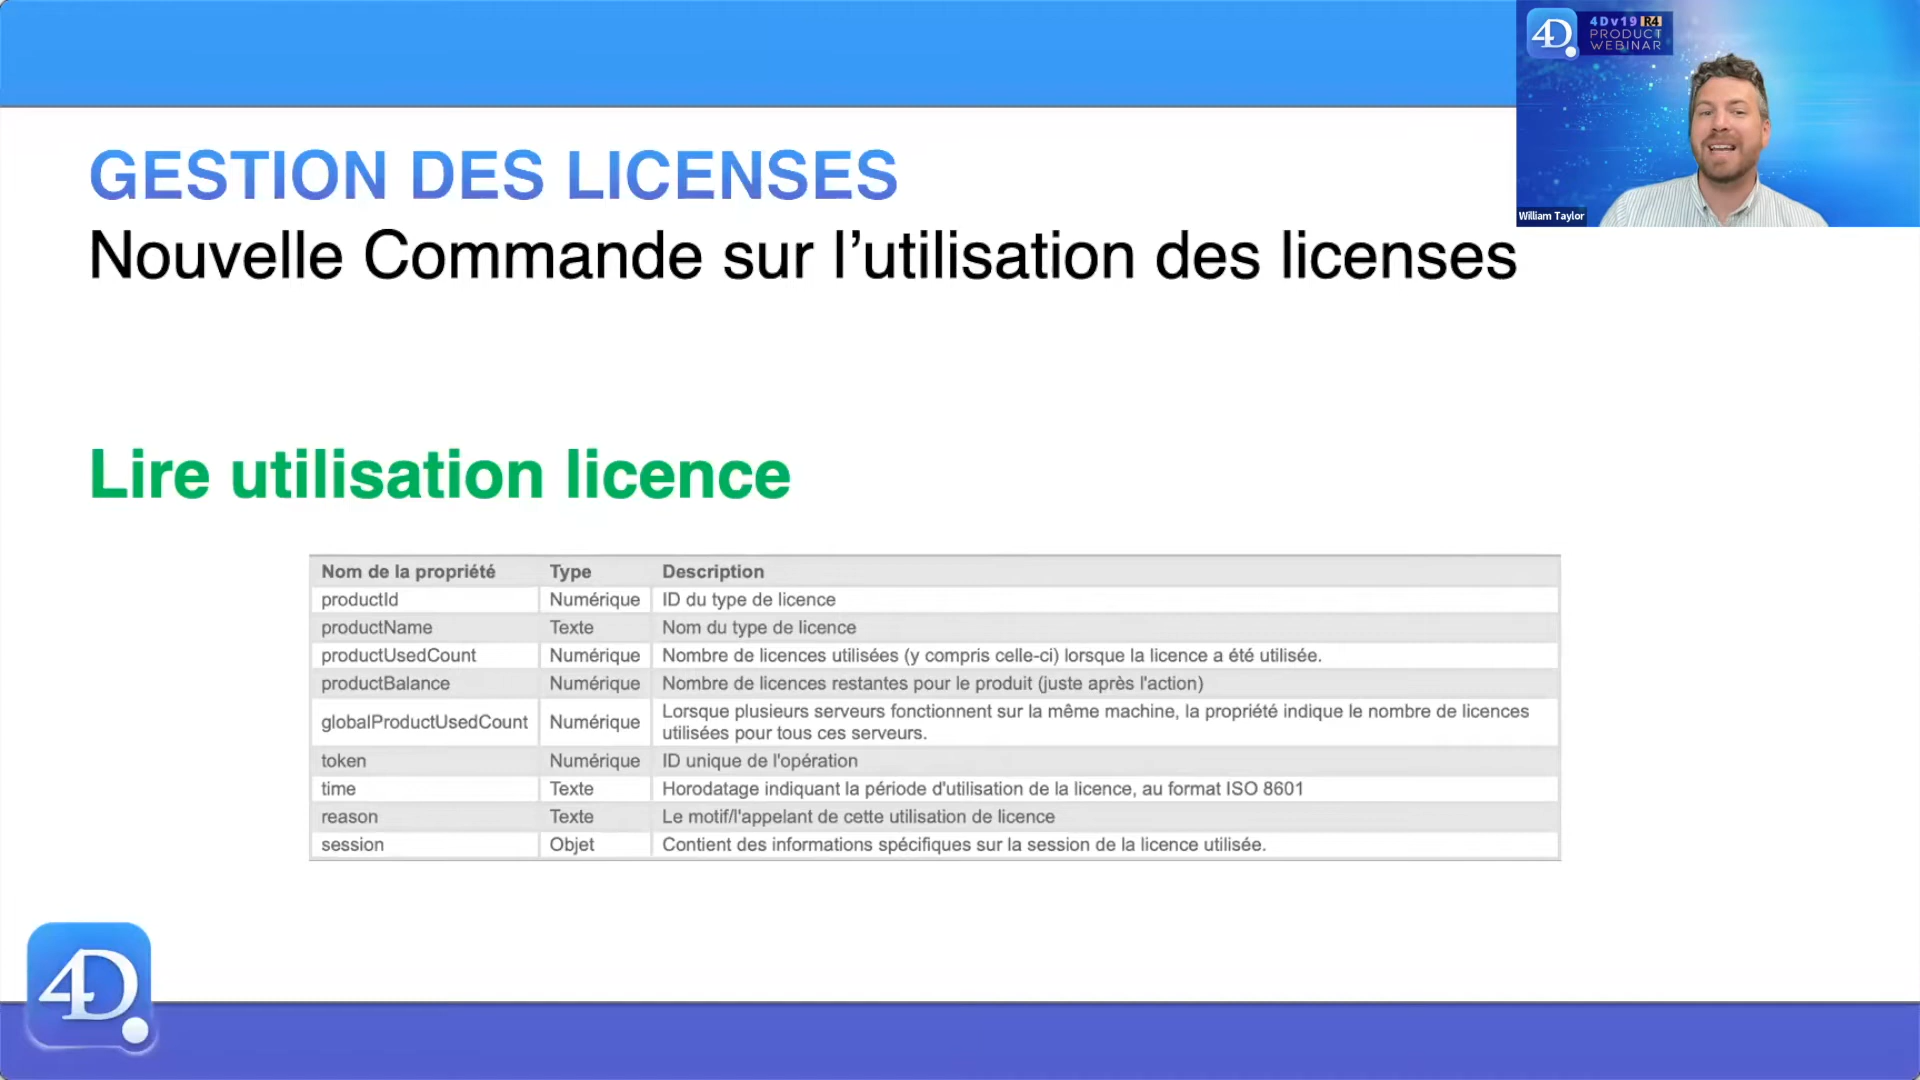 4Dv19 R4
PRODUCT
WEBINAR
William Taylor
GESTION DES LICENSES
Nouvelle Commande sur l’utilisation des licenses
Lire utilisation licence
Nom de la propriété Type Description
productId Numérique ID du type de licence
productName Texte Nom du type de licence
productUsedCount Numérique Nombre de licences utilisées (y compris celle-ci) lorsque la licence a été utilisée.
productBalance Numérique Nombre de licences restantes pour le produit (juste après l'action)
globalProductUsedCount Numérique Lorsque plusieurs serveurs fonctionnent sur la même machine, la propriété indique le nombre de licences
utilisées pour tous ces serveurs.
token Numérique ID unique de l'opération
time Texte Horodatage indiquant la période d'utilisation de la licence, au format ISO 8601
reason Texte Le motif/l'appelant de cette utilisation de licence
session Objet Contient des informations spécifiques sur la session de la licence utilisée.
4D